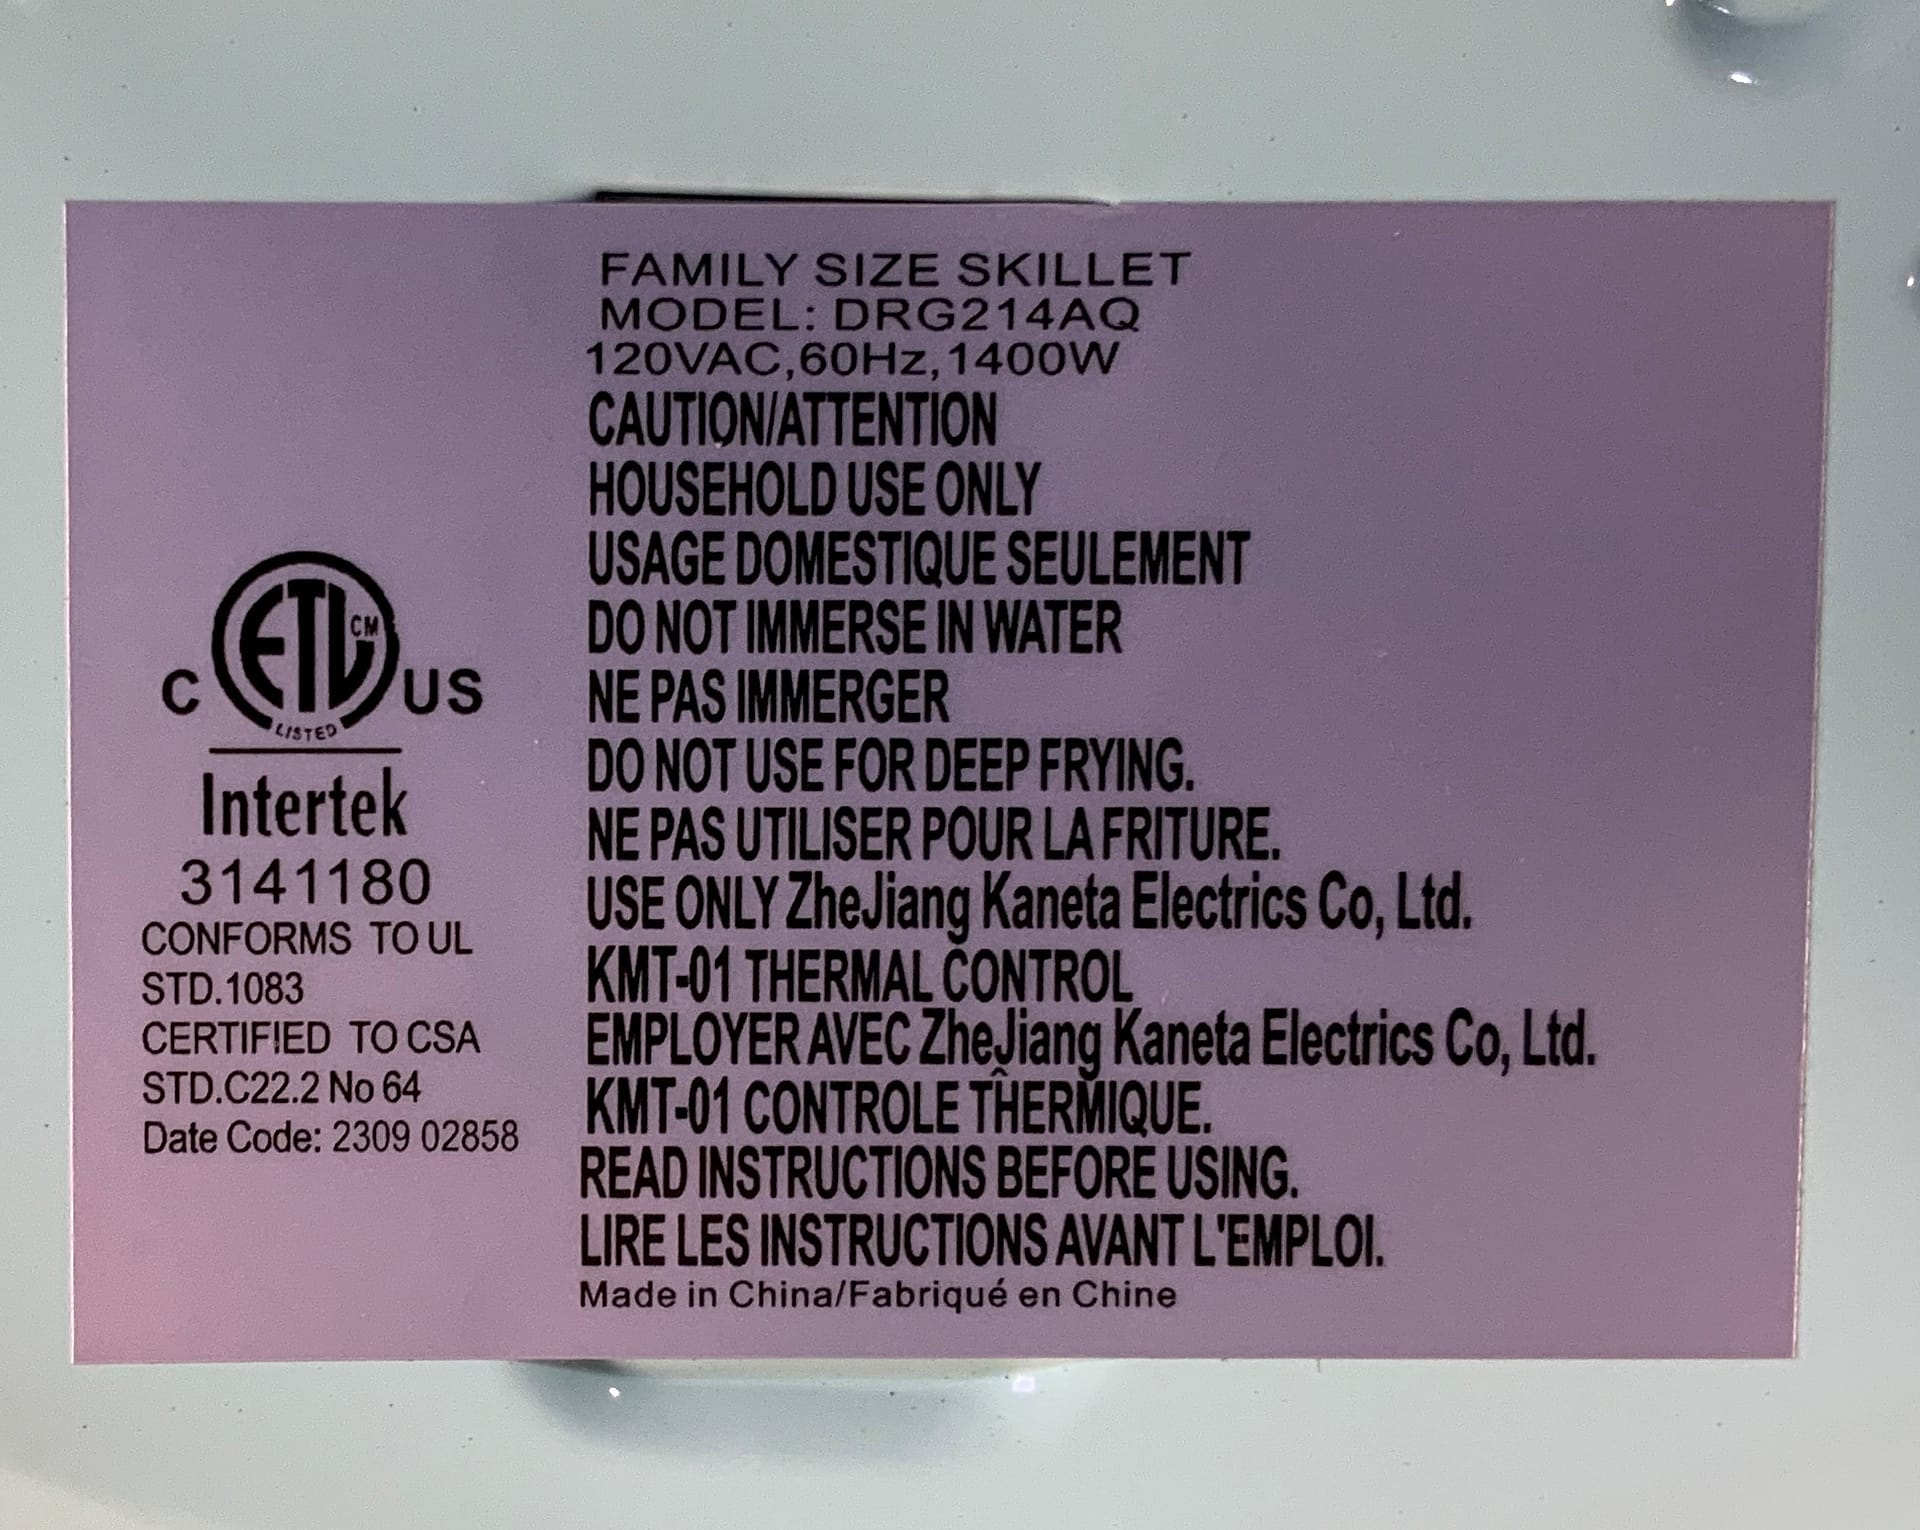 FAMILY SIZE SKILLET
MODEL: DRG214AQ
120VAC,60Hz,1400W
CAUTION/ATTENTION
HOUSEHOLD USE ONLY
USAGE DOMESTIQUE SEULEMENT
DO NOT IMMERSE IN WATER
NE PAS IMMERGER
DO NOT USE FOR DEEP FRYING.
NE PAS UTILISER POUR LA FRITURE.
USE ONLY ZheJiang Kaneta Electrics Co, Ltd.
KMT-01 THERMAL CONTROL
EMPLOYER AVEC ZheJiang Kaneta Electrics Co, Ltd.
KMT-01 CONTROLE THERMIQUE.
READ INSTRUCTIONS BEFORE USING.
LIRE LES INSTRUCTIONS AVANT L'EMPLOI.
Made in China/Fabriqué en Chine
C ETL CM US
LISTED
Intertek
3141180
CONFORMS TO UL
STD.1083
CERTIFIED TO CSA
STD.C22.2 No 64
Date Code: 2309 02858